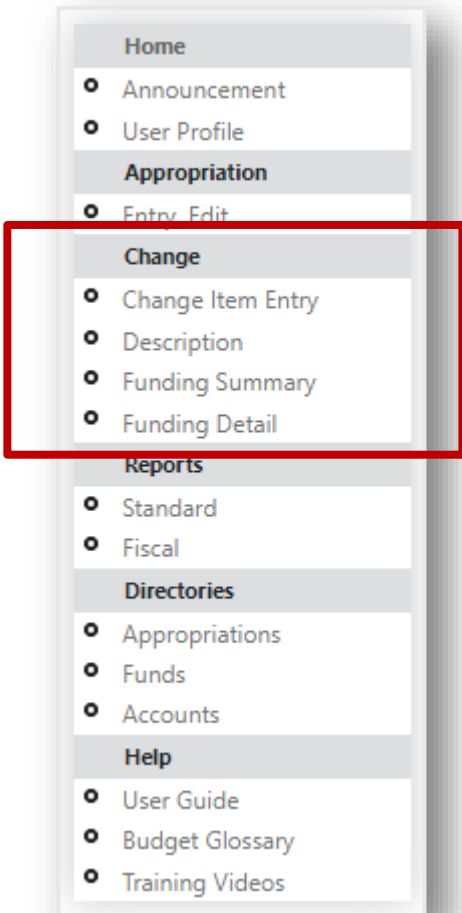 Home
Announcement
User Profile
Appropriation
Entry, Edit
Change
Change Item Entry
Description
Funding Summary
Funding Detail
Reports
Standard
Fiscal
Directories
Appropriations
Funds
Accounts
Help
User Guide
Budget Glossary
Training Videos